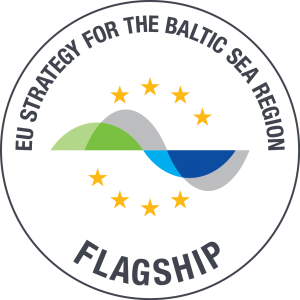 EU STRATEGY FOR THE BALTIC SEA REGION
FLAGSHIP